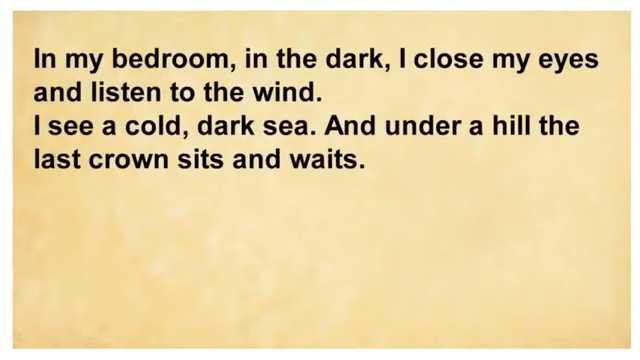 In my bedroom, in the dark, I close my eyes
and listen to the wind.
I see a cold, dark sea. And under a hill the
last crown sits and waits.